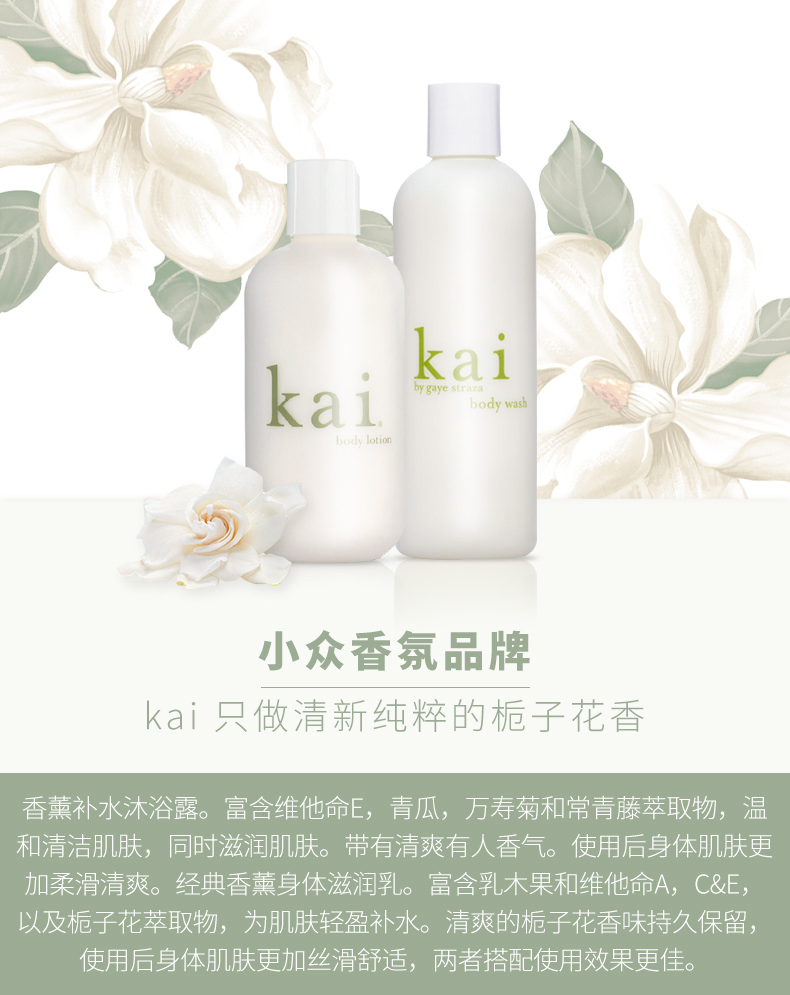 kai
body lotion
kai
by gaye straza
body wash
小众香氛品牌
kai 只做清新纯粹的栀子花香
香薰补水沐浴露。富含维他命E，青瓜，万寿菊和常青藤萃取物，温
和清洁肌肤，同时滋润肌肤。带有清爽有人香气。使用后身体肌肤更
加柔滑清爽。经典香薰身体滋润乳。富含乳木果和维他命A，C&E，
以及栀子花萃取物，为肌肤轻盈补水。清爽的栀子花香味持久保留，
使用后身体肌肤更加丝滑舒适，两者搭配使用效果更佳。